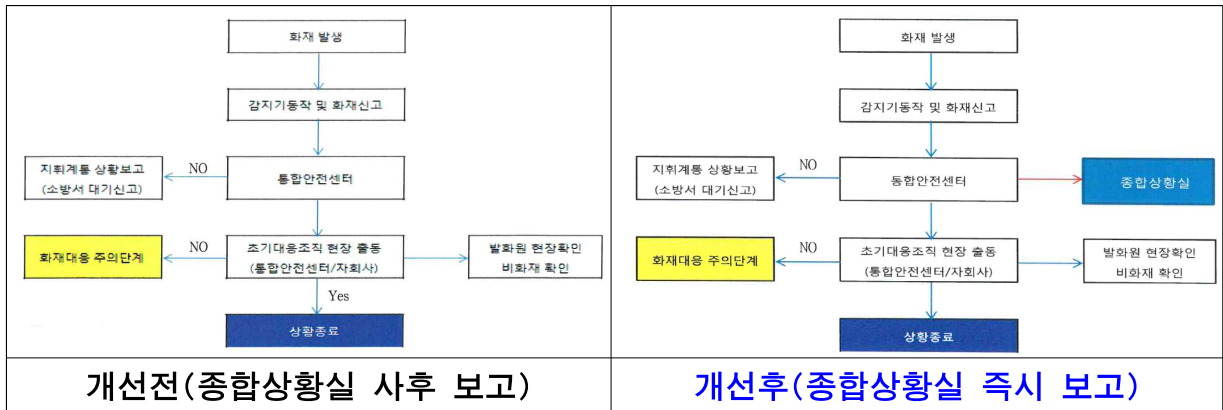 화재 발생
감지기동작 및 화재신고
지휘계통 상황보고
(소방서 대기신고)
NO
통합안전센터
화재대응 주의단계
NO
초기대응조직 현장 출동
(통합안전센터/자회사)
발화원 현장확인
비화재 확인
Yes
상황종료
개선전(종합상황실 사후 보고)
화재 발생
감지기동작 및 화재신고
지휘계통 상황보고
(소방서 대기신고)
NO
통합안전센터
종합상황실
화재대응 주의단계
NO
초기대응조직 현장 출동
(통합안전센터/자회사)
발화원 현장확인
비화재 확인
상황종료
개선후(종합상황실 즉시 보고)